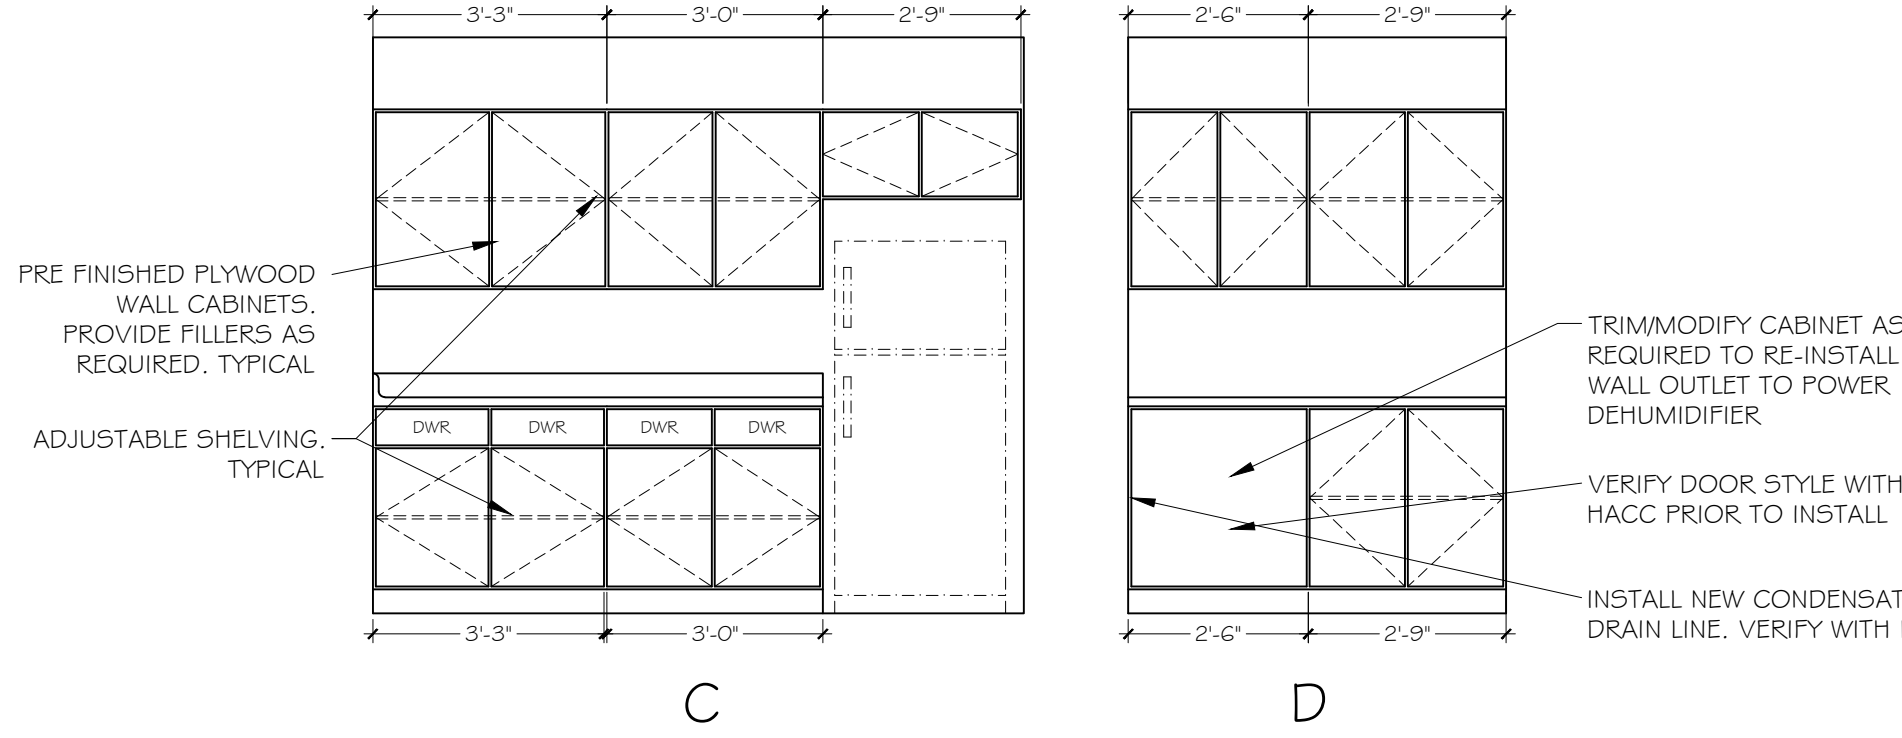 3'-3" 3'-0" 2'-9" 2'-6" 2'-9"
PRE FINISHED PLYWOOD
WALL CABINETS.
PROVIDE FILLERS AS
REQUIRED. TYPICAL
ADJUSTABLE SHELVING.
TYPICAL
DWR DWR DWR DWR
TRIM/MODIFY CABINET AS
REQUIRED TO RE-INSTALL
WALL OUTLET TO POWER
DEHUMIDIFIER
VERIFY DOOR STYLE WITH
HACC PRIOR TO INSTALL
INSTALL NEW CONDENSAT
DRAIN LINE. VERIFY WITH
3'-3" 3'-0" 2'-6" 2'-9"
C D